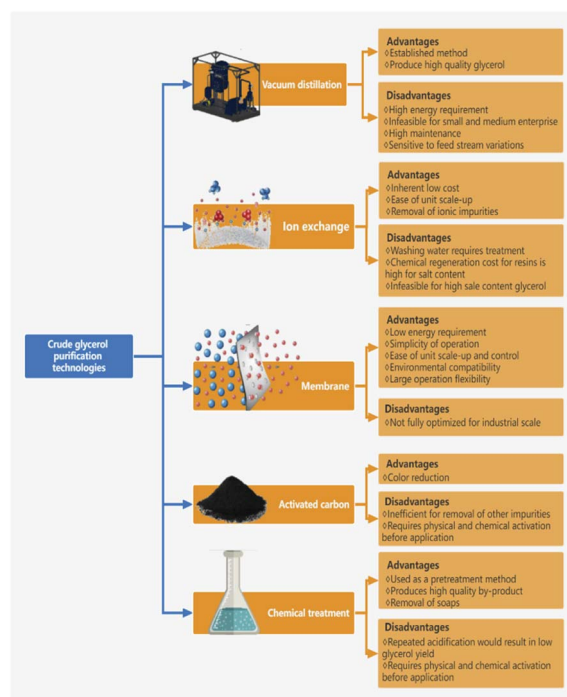 Crude glycerol
purification
technologies
Vacuum distillation
Advantages
◊Established method
◊Produce high quality glycerol
Disadvantages
◊High energy requirement
◊Infeasible for small and medium enterprise
◊High maintenance
◊Sensitive to feed stream variations
Ion exchange
Advantages
◊Inherent low cost
◊Ease of unit scale-up
◊Removal of ionic impurities
Disadvantages
◊Washing water requires treatment
◊Chemical regeneration cost for resins is
high for salt content
◊Infeasible for high sale content glycerol
Membrane
Advantages
◊Low energy requirement
◊Simplicity of operation
◊Ease of unit scale-up and control
◊Environmental compatibility
◊Large operation flexibility
Disadvantages
◊Not fully optimized for industrial scale
Activated carbon
Advantages
◊Color reduction
Disadvantages
◊Inefficient for removal of other impurities
◊Requires physical and chemical activation
before application
Chemical treatment
Advantages
◊Used as a pretreatment method
◊Produces high quality by-product
◊Removal of soaps
Disadvantages
◊Repeated acidification would result in low
glycerol yield
◊Requires physical and chemical activation
before application